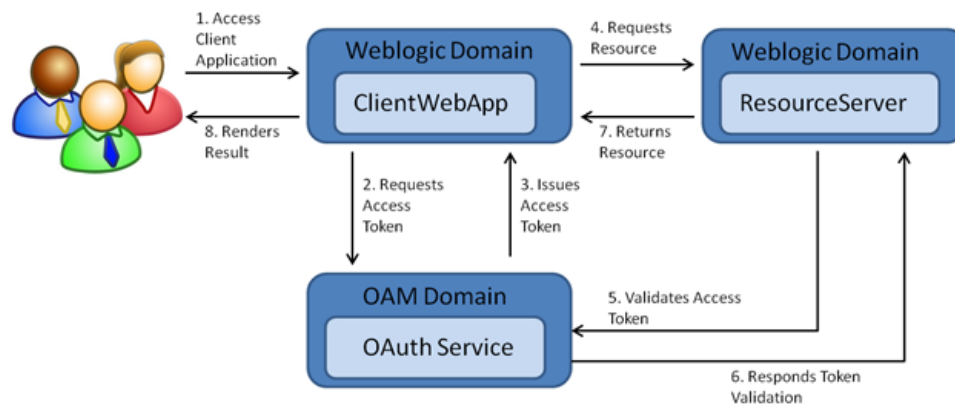 1. Access
Client
Application
8. Renders
Result
Weblogic Domain
ClientWebApp
4. Requests
Resource
7. Returns
Resource
Weblogic Domain
ResourceServer
2. Requests
Access
Token
3. Issues
Access
Token
OAM Domain
OAuth Service
5. Validates Access
Token
6. Responds Token
Validation